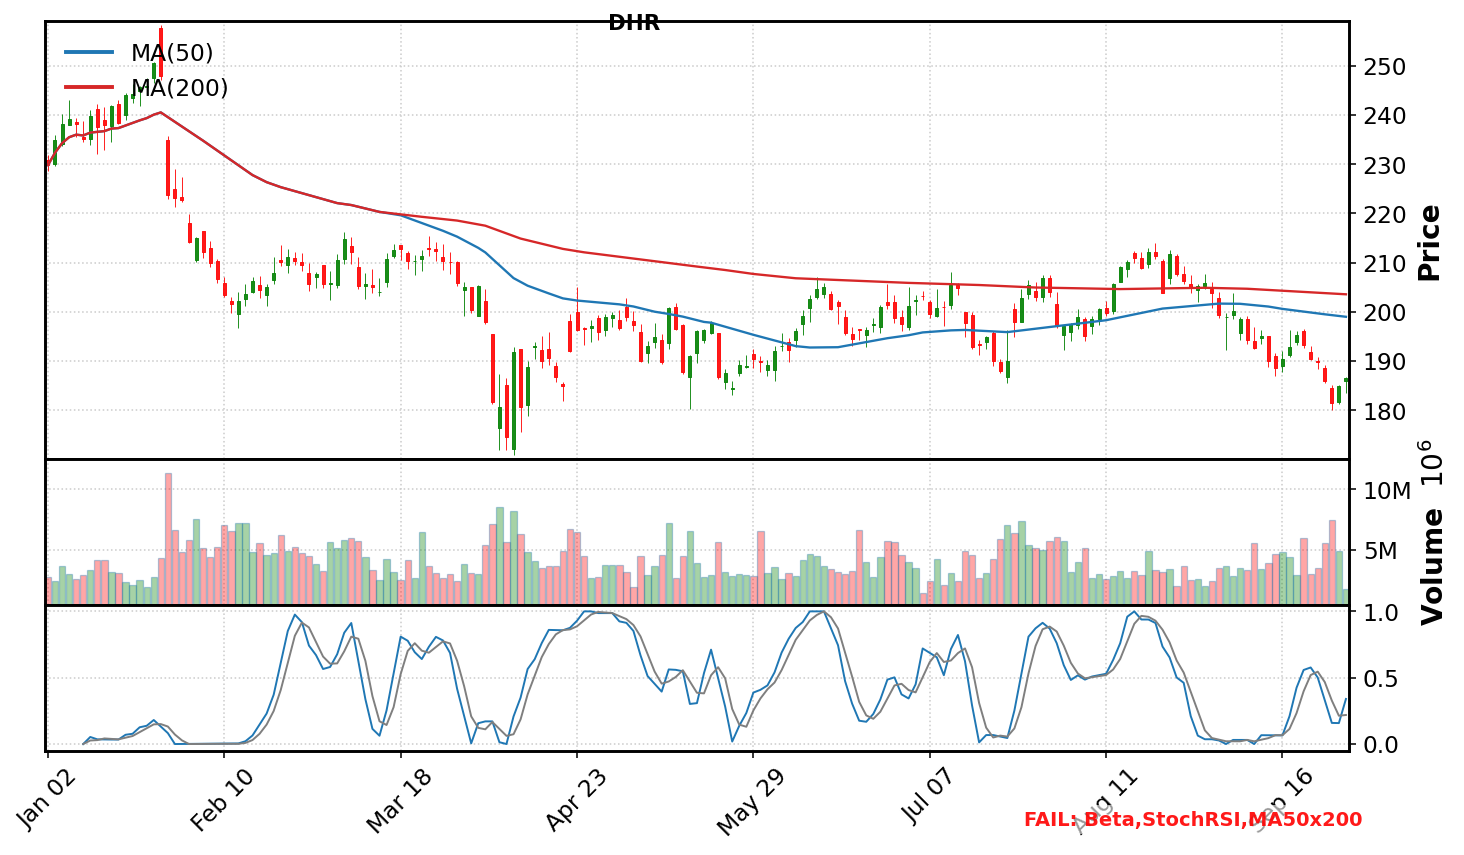 DHR
MA(50)
MA(200)
250
240
230
220
210
200
190
180
Price
10M
5M
Volume 10^6
1.0
0.5
0.0
Jan 02
Feb 10
Mar 18
Apr 23
May 29
Jul 07
Aug 11
Sep 16
FAIL: Beta,StochRSI,MA50x200